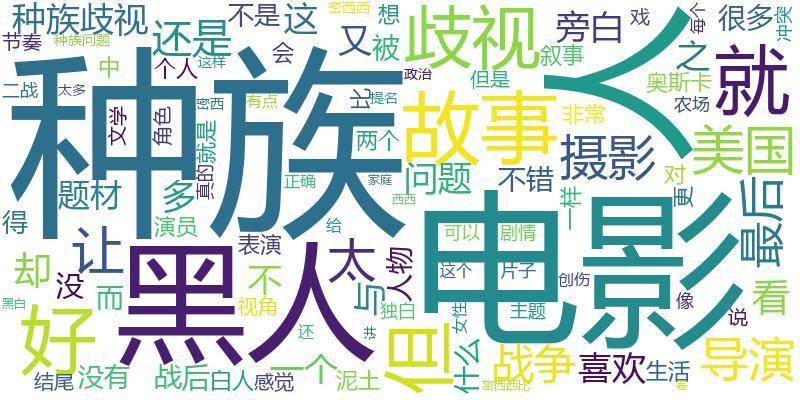 种族歧视
不是
这
密西西
想
戏
每个
很多
冲突
节奏
种族问题
还是
又
被
歧视
旁白
之
会
叙事
人
就
二战
太多
中
个人
这样
比
政治
但是
奥斯卡
农场
种族
文学
角色
密西
有点
提名
故事
非常
美国
真的
就是
两个
摄影
题材
多
正确
家庭
问题
不错
对
更
最后
得
演员
给
西西
电影
一样
让
表演
太
与
人物
可以
剧情
却
没
而
不
视角
独白
这个
片子
创伤
像
看
黑白
黑人
还
讲
女性
主题
说
好
但
什么
战争
喜欢
生活
导演
结尾
没有
战后
白人
感觉
一个
泥土
密西西比
看